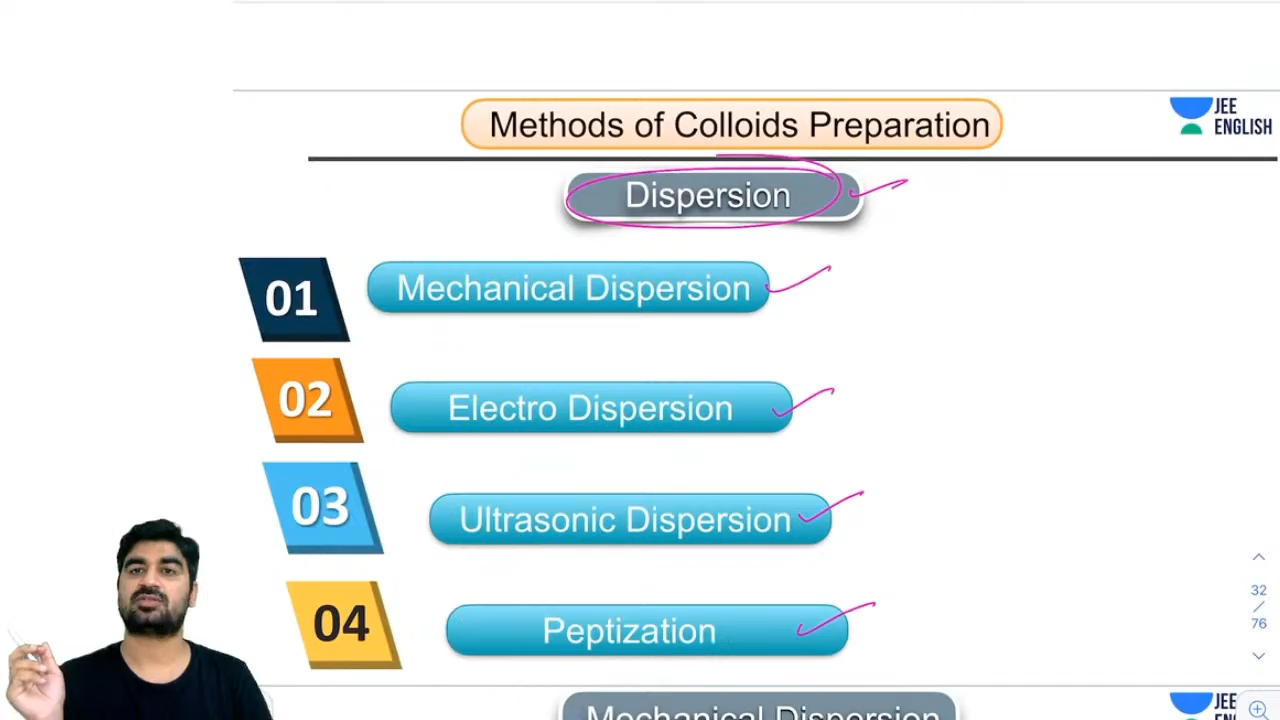 Methods of Colloids Preparation
JEE
ENGLISH
Dispersion
01
Mechanical Dispersion
02
Electro Dispersion
03
Ultrasonic Dispersion
04
Peptization
32
/
76
Mechanical Dispersion
JEE